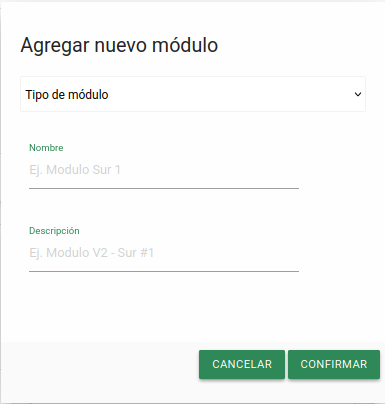 Agregar nuevo módulo
Tipo de módulo
Nombre
Ej. Modulo Sur 1
Descripción
Ej. Modulo V2 - Sur #1
CANCELAR CONFIRMAR